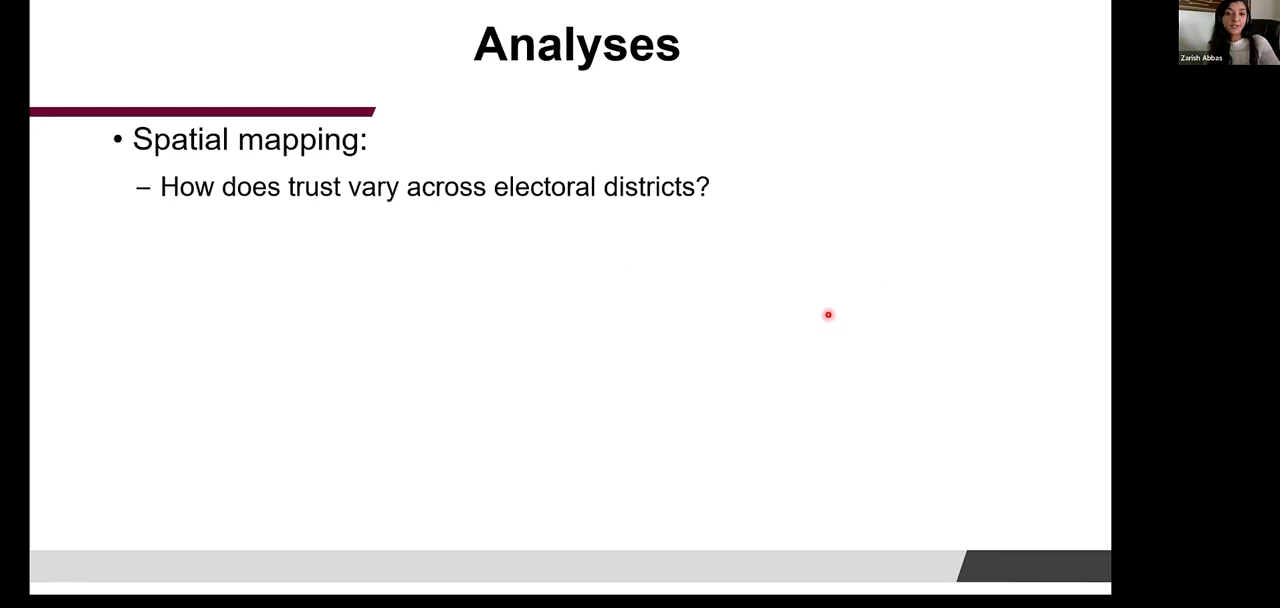 Analyses
• Spatial mapping:
– How does trust vary across electoral districts?
Zarish Abbas